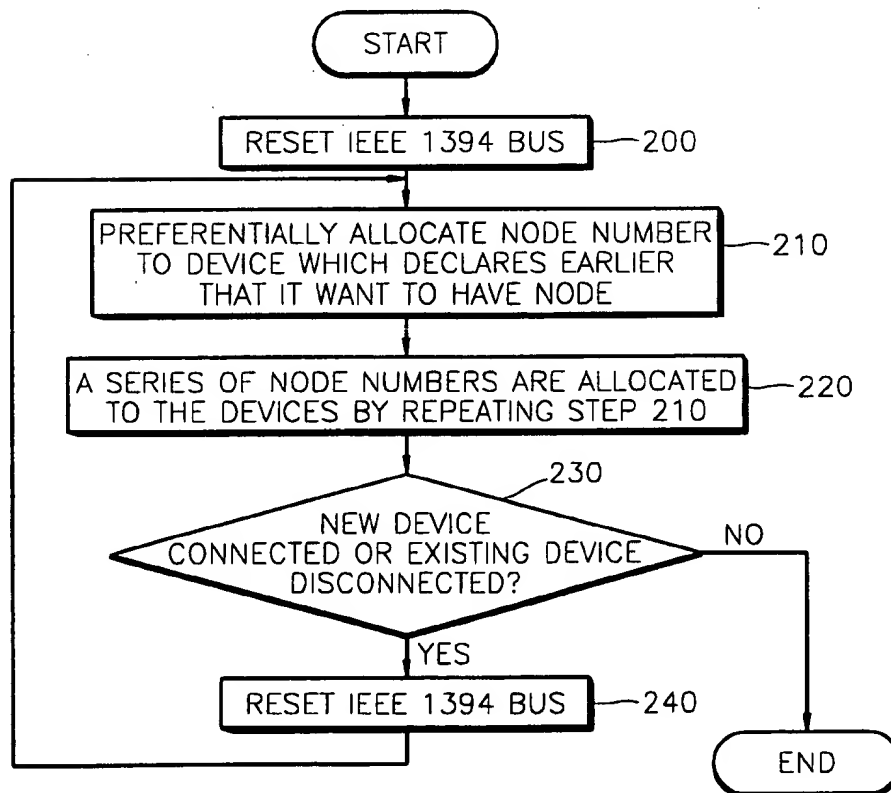 START
RESET IEEE 1394 BUS
200
PREFERENTIALLY ALLOCATE NODE NUMBER
TO DEVICE WHICH DECLARES EARLIER
THAT IT WANT TO HAVE NODE
210
A SERIES OF NODE NUMBERS ARE ALLOCATED
TO THE DEVICES BY REPEATING STEP 210
220
230
NEW DEVICE
CONNECTED OR EXISTING DEVICE
DISCONNECTED?
NO
YES
RESET IEEE 1394 BUS
240
END